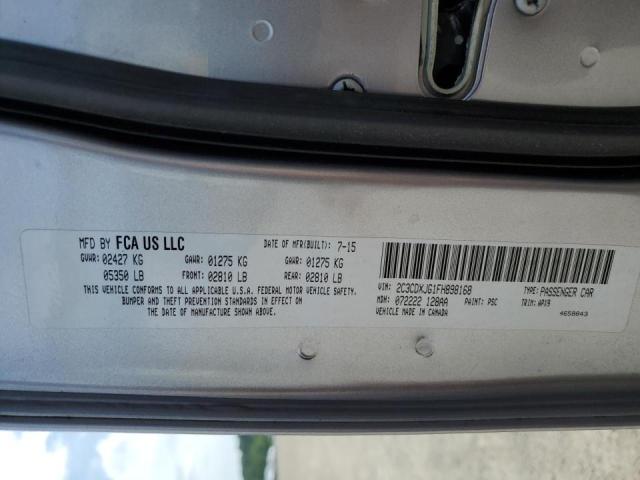 MFD BY FCA US LLC DATE OF MFR(BUILT): 7-15
GVWR: 02427 KG GAWR: 01275 KG GAWR: 01275 KG
05350 LB FRONT: 02810 LB REAR: 02810 LB
THIS VEHICLE CONFORMS TO ALL APPLICABLE U.S.A. FEDERAL MOTOR VEHICLE SAFETY,
BUMPER AND THEFT PREVENTION STANDARDS IN EFFECT ON
THE DATE OF MANUFACTURE SHOWN ABOVE.
VIN: 2C3CDXJG1FH898168 TYPE: PASSENGER CAR
MDH: 072222 128AA PAINT: PSC TRIM: APX9
VEHICLE MADE IN CANADA 4658843